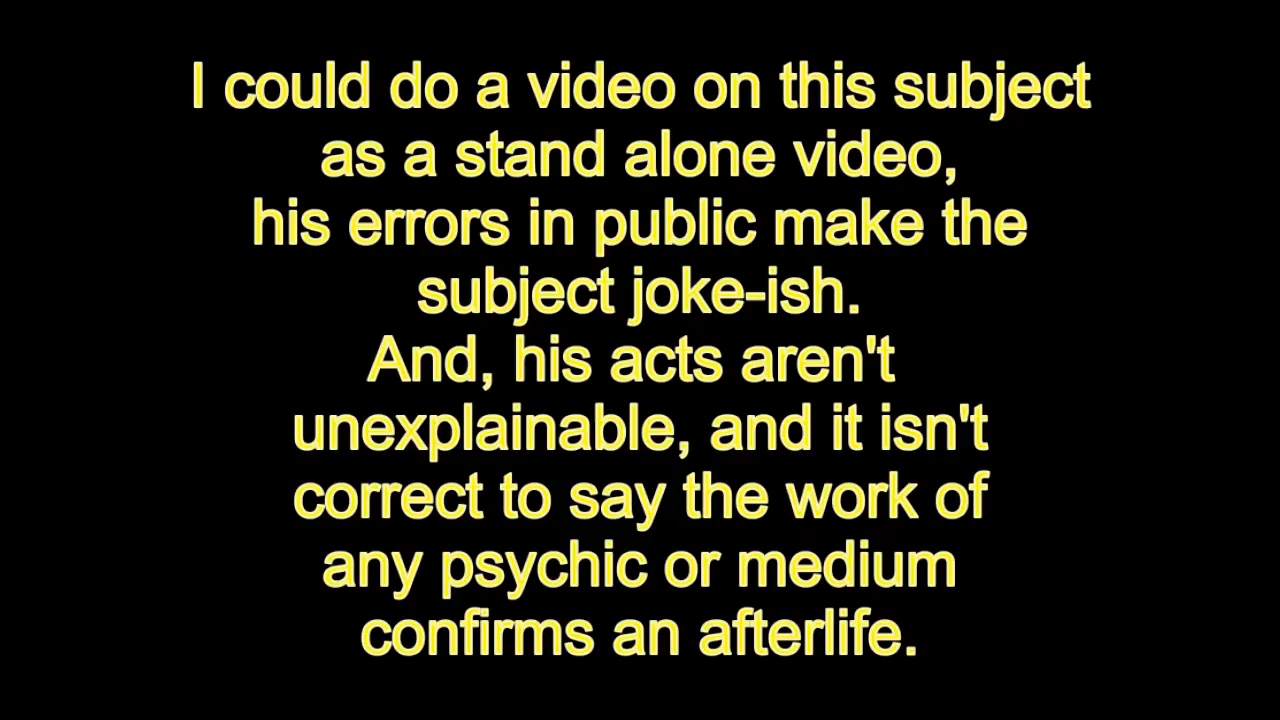 I could do a video on this subject
as a stand alone video,
his errors in public make the
subject joke-ish.
And, his acts aren't
unexplainable, and it isn't
correct to say the work of
any psychic or medium
confirms an afterlife.